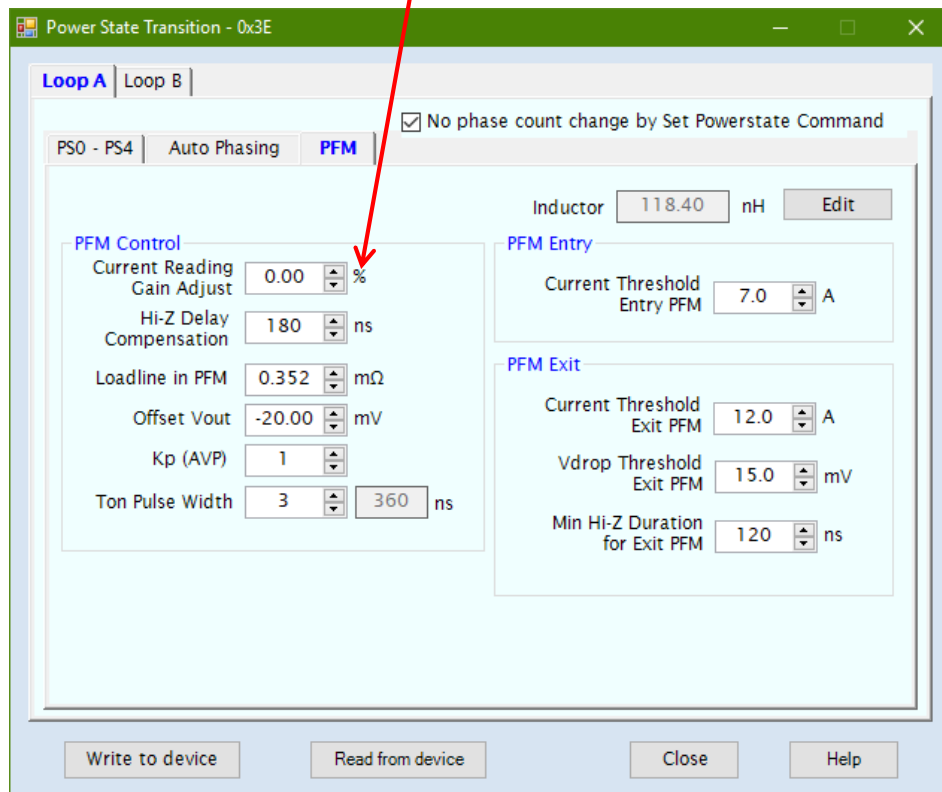 Power State Transition - 0x3E
Loop A Loop B
No phase count change by Set Powerstate Command
PS0 - PS4 Auto Phasing PFM
Inductor 118.40 nH Edit
PFM Control
Current Reading
Gain Adjust 0.00 %
Hi-Z Delay
Compensation 180 ns
Loadline in PFM 0.352 mΩ
Offset Vout -20.00 mV
Kp (AVP) 1
Ton Pulse Width 3 360 ns
PFM Entry
Current Threshold
Entry PFM 7.0 A
PFM Exit
Current Threshold
Exit PFM 12.0 A
Vdrop Threshold
Exit PFM 15.0 mV
Min Hi-Z Duration
for Exit PFM 120 ns
Write to device Read from device Close Help